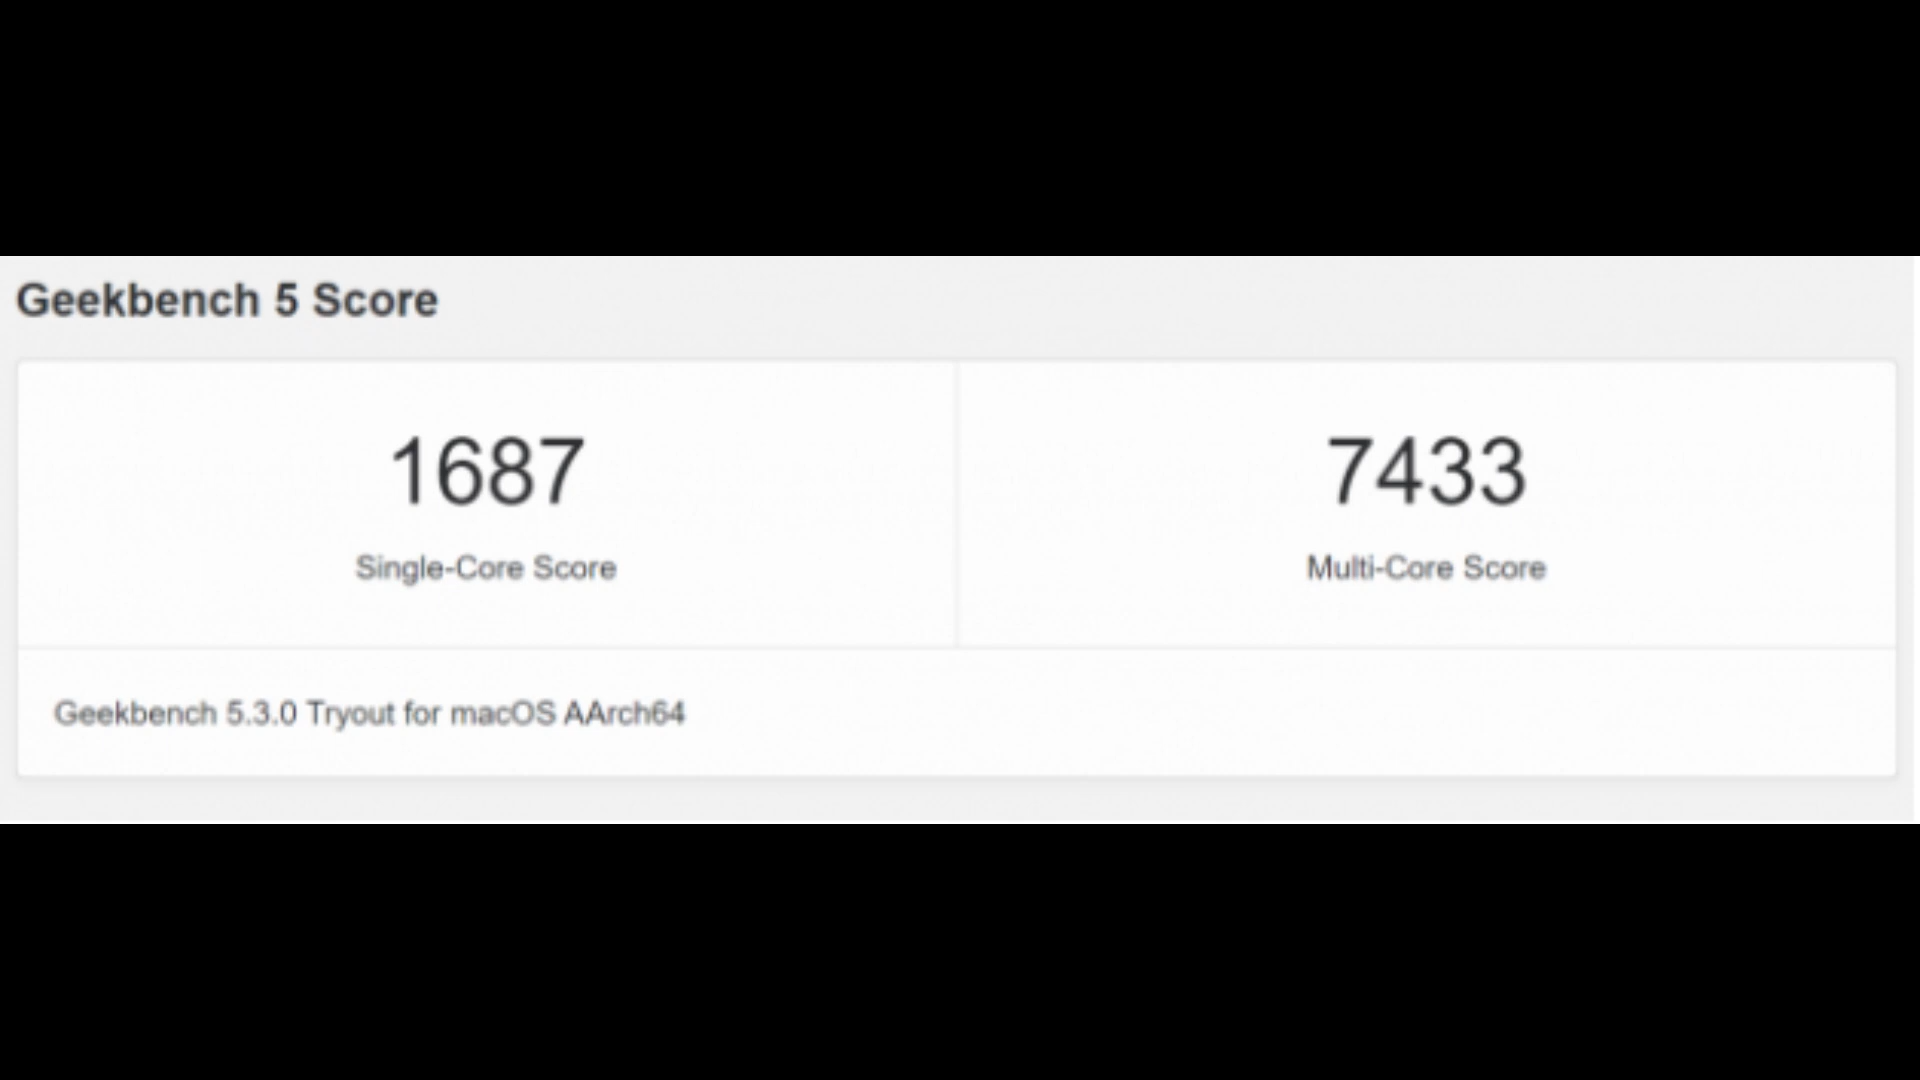 Geekbench 5 Score
1687
Single-Core Score
7433
Multi-Core Score
Geekbench 5.3.0 Tryout for macOS AArch64